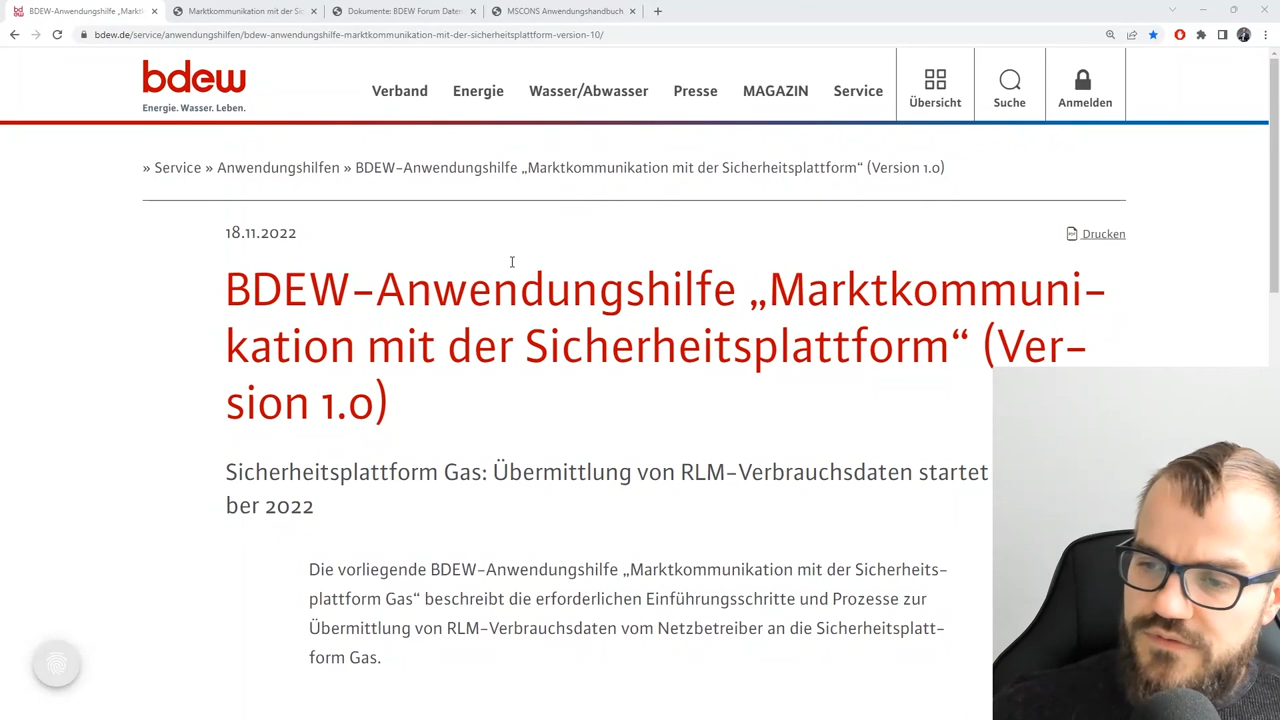 BDEW-Anwendungshilfe „Markt
Marktkommunikation mit der Sic
Dokumente: BDEW Forum Daten
MSCONS Anwendungshandbuch
bdew.de/service/anwendungshilfen/bdew-anwendungshilfe-marktkommunikation-mit-der-sicherheitsplattform-version-10/
bdew
Energie. Wasser. Leben.
Verband
Energie
Wasser/Abwasser
Presse
MAGAZIN
Service
Übersicht
Suche
Anmelden
» Service » Anwendungshilfen » BDEW-Anwendungshilfe „Marktkommunikation mit der Sicherheitsplattform“ (Version 1.0)
18.11.2022
Drucken
BDEW-Anwendungshilfe „Marktkommuni-
kation mit der Sicherheitsplattform“ (Ver-
sion 1.0)
Sicherheitsplattform Gas: Übermittlung von RLM-Verbrauchsdaten startet
ber 2022
Die vorliegende BDEW-Anwendungshilfe „Marktkommunikation mit der Sicherheits-
plattform Gas“ beschreibt die erforderlichen Einführungsschritte und Prozesse zur
Übermittlung von RLM-Verbrauchsdaten vom Netzbetreiber an die Sicherheitsplatt-
form Gas.